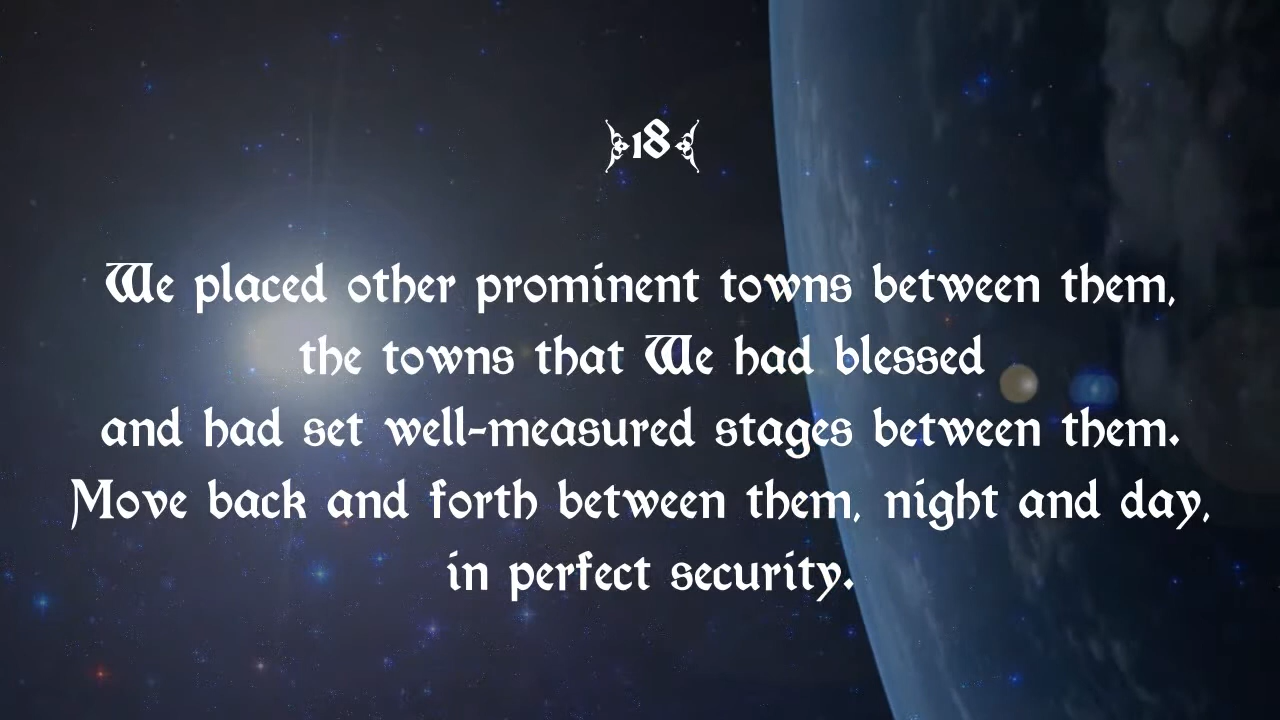 18
We placed other prominent towns between them,
the towns that We had blessed
and had set well-measured stages between them.
Move back and forth between them, night and day,
in perfect security.